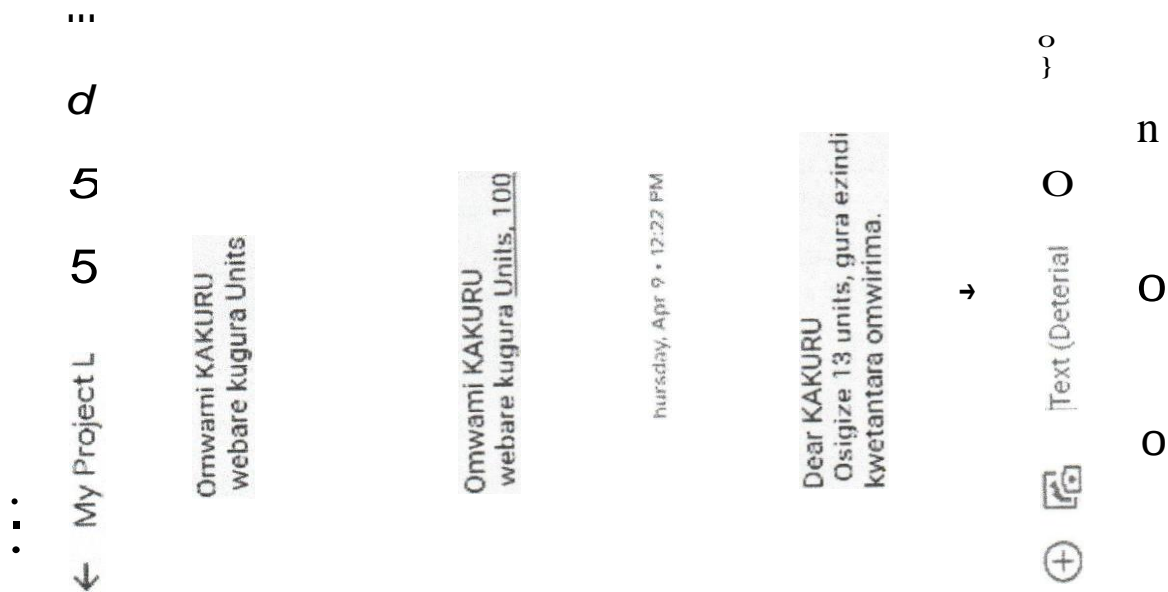 ← My Project L
Omwami KAKURU
webare kugura Units
Omwami KAKURU
webare kugura Units, 100
hursday, Apr 9 • 12:22 PM
Dear KAKURU
Osigize 13 units, gura ezindi
kwetantara omwirima.
Text (Deterial